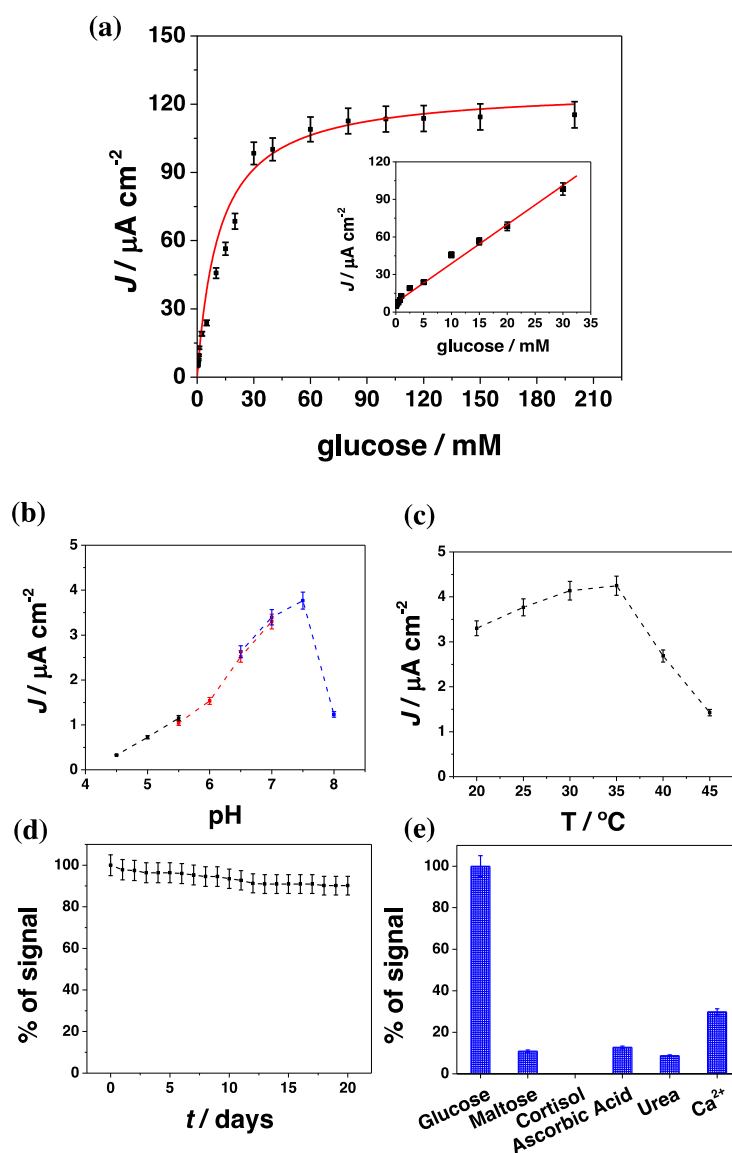 (a)
150
120
90
60
30
0
J / μA cm-2
0 30 60 90 120 150 180 210
glucose / mM
120
90
60
30
0
J / μA cm-2
0 5 10 15 20 25 30 35
glucose / mM
(b)
5
4
3
2
1
0
J / μA cm-2
4 5 6 7 8
pH
(c)
5
4
3
2
1
0
J / μA cm-2
20 25 30 35 40 45
T / ºC
(d)
100
80
60
40
20
0
% of signal
0 5 10 15 20
t / days
(e)
100
80
60
40
20
0
% of signal
Glucose
Maltose
Cortisol
Ascorbic Acid
Urea
Ca2+